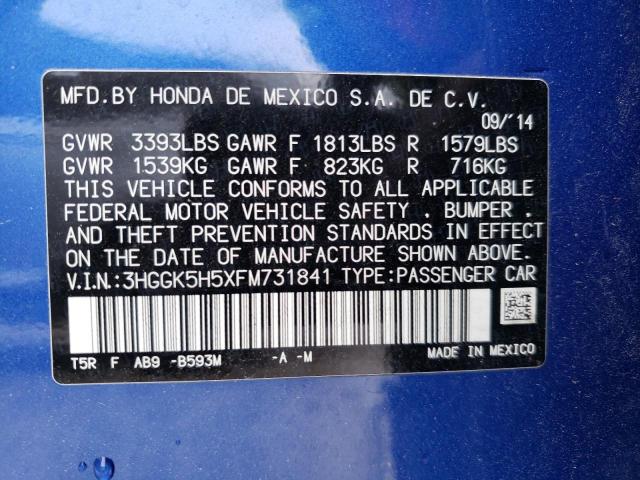 MFD.BY HONDA DE MEXICO S.A. DE C.V.
09/'14
GVWR 3393LBS GAWR F 1813LBS R 1579LBS
GVWR 1539KG GAWR F 823KG R 716KG
THIS VEHICLE CONFORMS TO ALL APPLICABLE
FEDERAL MOTOR VEHICLE SAFETY . BUMPER .
AND THEFT PREVENTION STANDARDS IN EFFECT
ON THE DATE OF MANUFACTURE SHOWN ABOVE.
V.I.N.:3HGGK5H5XFM731841 TYPE:PASSENGER CAR
T5R F AB9 -B593M -A -M MADE IN MEXICO